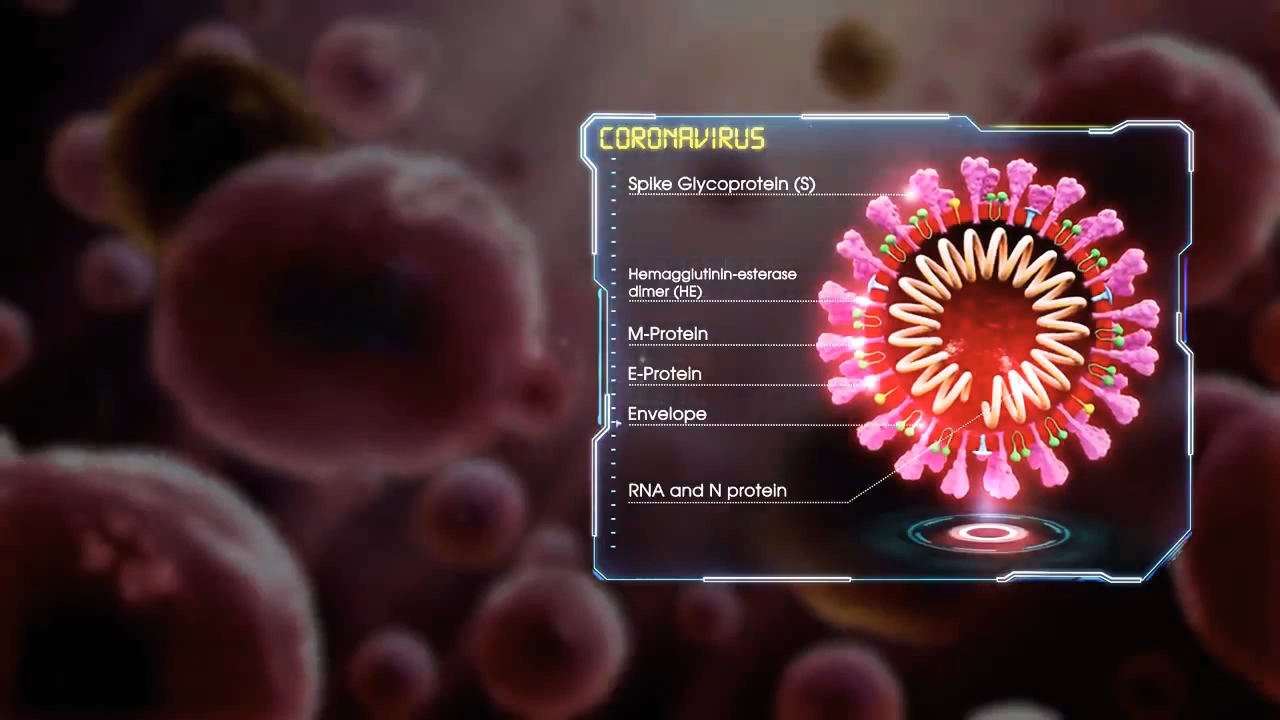 CORONAVIRUS
Spike Glycoprotein (S)
Hemagglutinin-esterase
dimer (HE)
M-Protein
E-Protein
Envelope
RNA and N protein